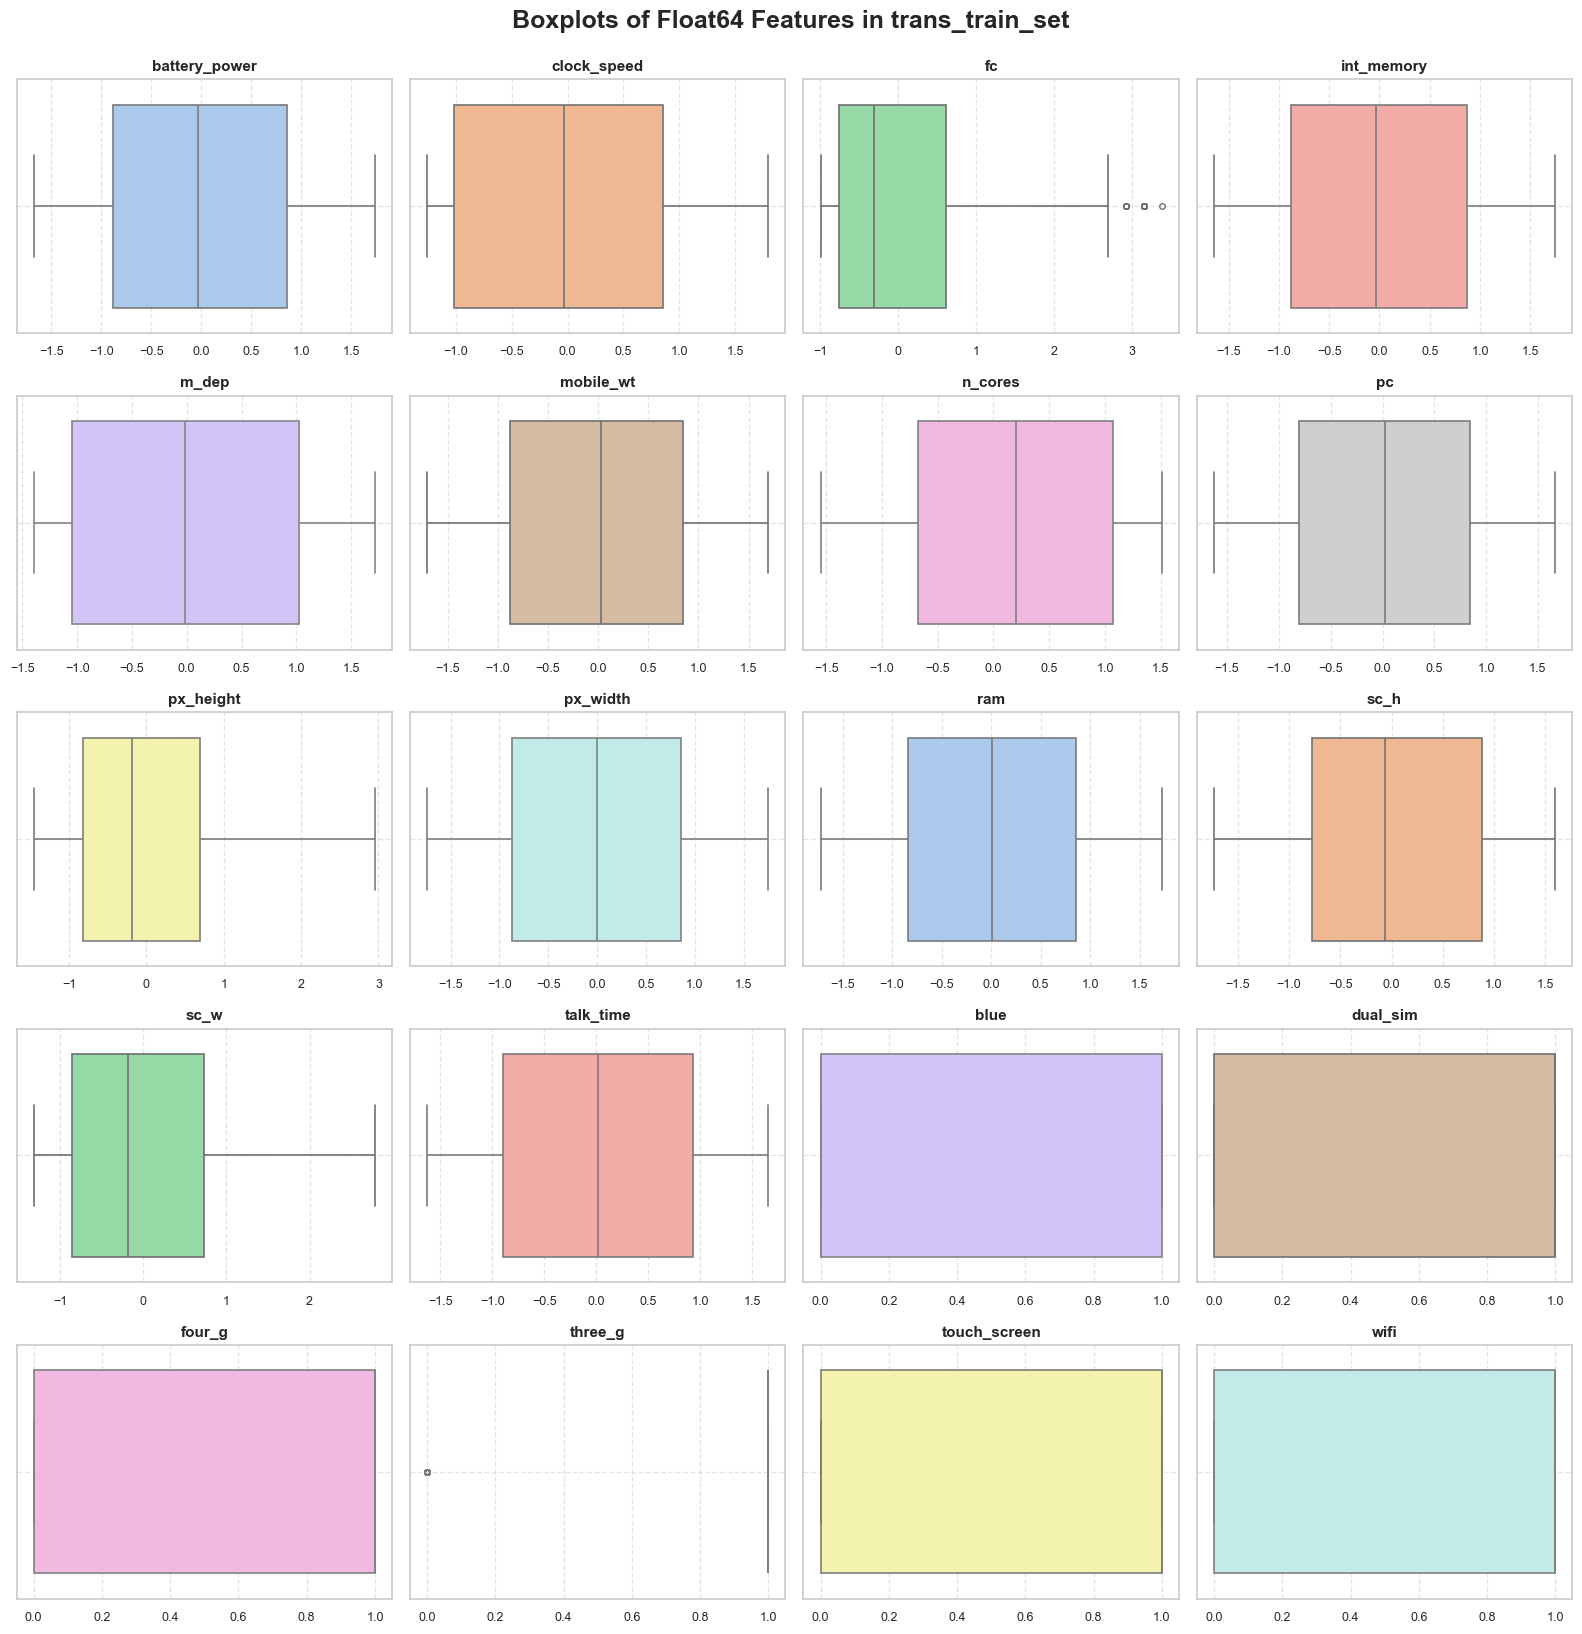 Boxplots of Float64 Features in trans_train_set
battery_power clock_speed fc int_memory
−1.5 −1.0 −0.5 0.0 0.5 1.0 1.5 −1.0 −0.5 0.0 0.5 1.0 1.5 −1 0 1 2 3 −1.5 −1.0 −0.5 0.0 0.5 1.0 1.5
m_dep mobile_wt n_cores pc
−1.5 −1.0 −0.5 0.0 0.5 1.0 1.5 −1.5 −1.0 −0.5 0.0 0.5 1.0 1.5 −1.5 −1.0 −0.5 0.0 0.5 1.0 1.5 −1.5 −1.0 −0.5 0.0 0.5 1.0 1.5
px_height px_width ram sc_h
−1 0 1 2 3 −1.5 −1.0 −0.5 0.0 0.5 1.0 1.5 −1.5 −1.0 −0.5 0.0 0.5 1.0 1.5 −1.5 −1.0 −0.5 0.0 0.5 1.0 1.5
sc_w talk_time blue dual_sim
−1 0 1 2 −1.5 −1.0 −0.5 0.0 0.5 1.0 1.5 0.0 0.2 0.4 0.6 0.8 1.0 0.0 0.2 0.4 0.6 0.8 1.0
four_g three_g touch_screen wifi
0.0 0.2 0.4 0.6 0.8 1.0 0.0 0.2 0.4 0.6 0.8 1.0 0.0 0.2 0.4 0.6 0.8 1.0 0.0 0.2 0.4 0.6 0.8 1.0